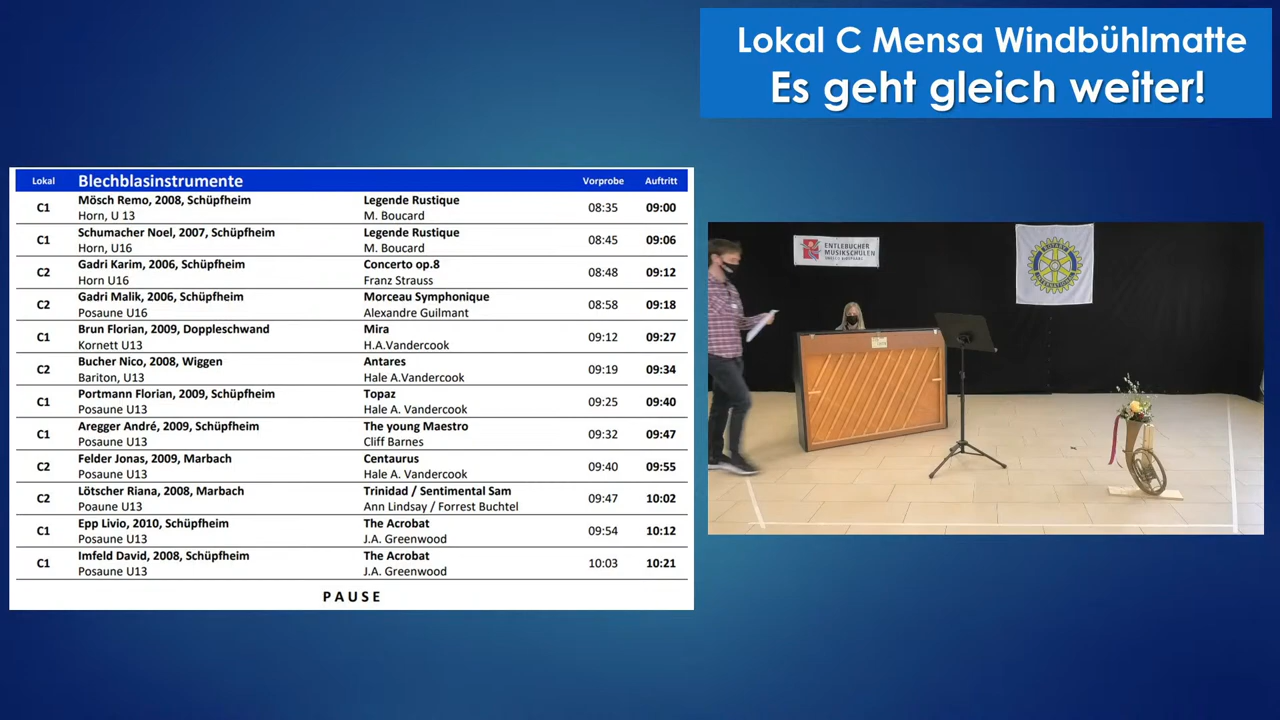 Lokal C Mensa Windbühlmatte
Es geht gleich weiter!
Lokal Blechblasinstrumente Vorprobe Auftritt
C1 Mösch Remo, 2008, Schüpfheim Legende Rustique 08:35 09:00
Horn, U 13 M. Boucard
C1 Schumacher Noel, 2007, Schüpfheim Legende Rustique 08:45 09:06
Horn, U16 M. Boucard
C2 Gadri Karim, 2006, Schüpfheim Concerto op.8 08:48 09:12
Horn U16 Franz Strauss
C2 Gadri Malik, 2006, Schüpfheim Morceau Symphonique 08:58 09:18
Posaune U16 Alexandre Guilmant
C1 Brun Florian, 2009, Doppleschwand Mira 09:12 09:27
Kornett U13 H.A.Vandercook
C2 Bucher Nico, 2008, Wiggen Antares 09:19 09:34
Bariton, U13 Hale A.Vandercook
C1 Portmann Florian, 2009, Schüpfheim Topaz 09:25 09:40
Posaune U13 Hale A. Vandercook
C1 Aregger André, 2009, Schüpfheim The young Maestro 09:32 09:47
Posaune U13 Cliff Barnes
C2 Felder Jonas, 2009, Marbach Centaurus 09:40 09:55
Posaune U13 Hale A. Vandercook
C2 Lötscher Riana, 2008, Marbach Trinidad / Sentimental Sam 09:47 10:02
Poaune U13 Ann Lindsay / Forrest Buchtel
C1 Epp Livio, 2010, Schüpfheim The Acrobat 09:54 10:12
Posaune U13 J.A. Greenwood
C1 Imfeld David, 2008, Schüpfheim The Acrobat 10:03 10:21
Posaune U13 J.A. Greenwood
PAUSE
ENTLEBUCHER
MUSIKSCHULEN
ROTARY
INTERNATIONAL